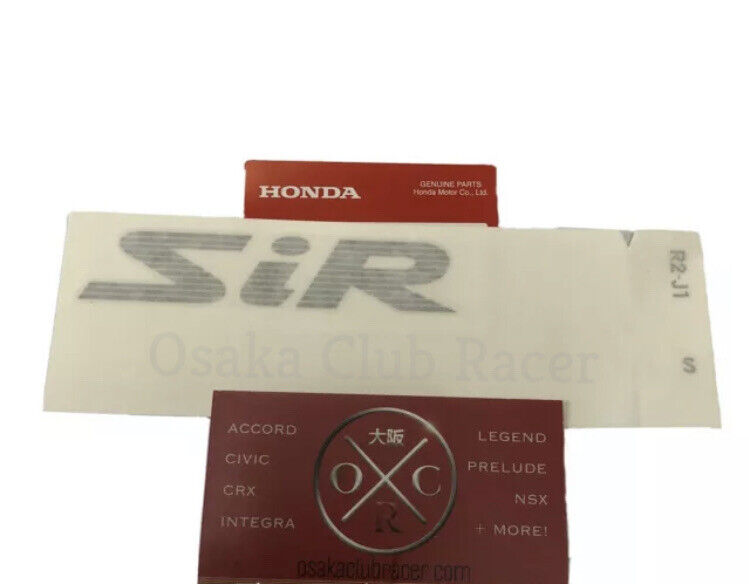 HONDA
GENUINE PARTS
Honda Motor Co., Ltd.
SiR
R2-J1
S
Osaka Club Racer
ACCORD
CIVIC
CRX
INTEGRA
大阪
O C
R
LEGEND
PRELUDE
NSX
+ MORE!
osakaclubracer.com